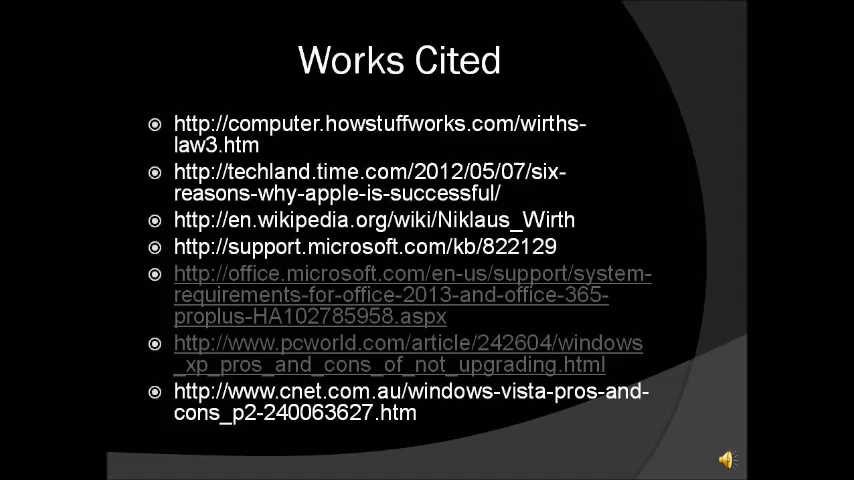 Works Cited
http://computer.howstuffworks.com/wirths-
law3.htm
http://techland.time.com/2012/05/07/six-
reasons-why-apple-is-successful/
http://en.wikipedia.org/wiki/Niklaus_Wirth
http://support.microsoft.com/kb/822129
http://office.microsoft.com/en-us/support/system-
requirements-for-office-2013-and-office-365-
proplus-HA102785958.aspx
http://www.pcworld.com/article/242604/windows
_xp_pros_and_cons_of_not_upgrading.html
http://www.cnet.com.au/windows-vista-pros-and-
cons_p2-240063627.htm